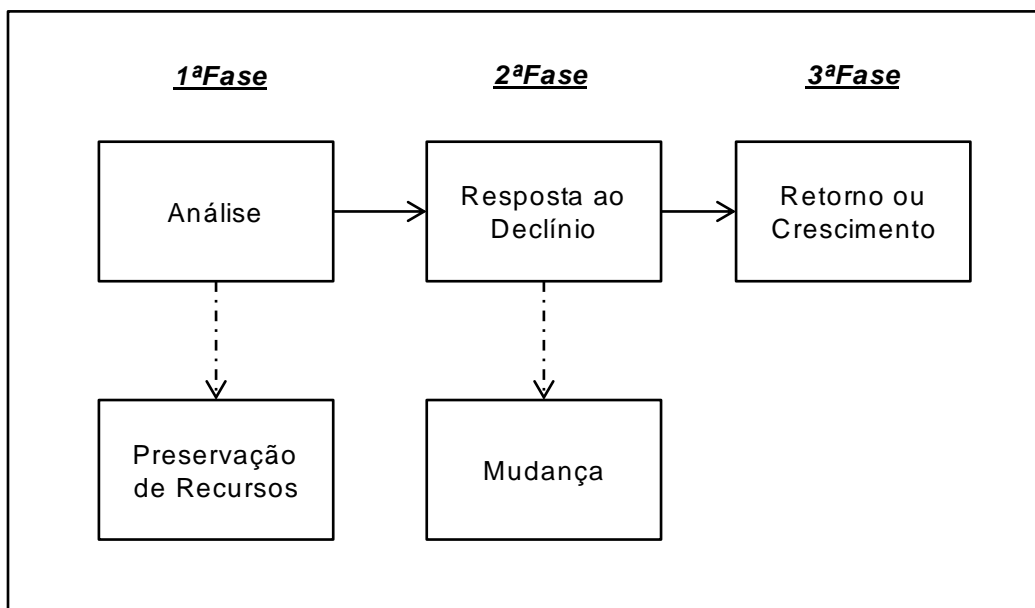 1ªFase
2ªFase
3ªFase
Análise
Resposta ao
Declínio
Retorno ou
Crescimento
Preservação
de Recursos
Mudança